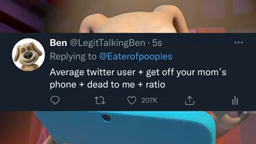 Ben @LegitTalkingBen · 5s
Replying to @Eaterofpoopies
Average twitter user + get off your mom's
phone + dead to me + ratio
207K